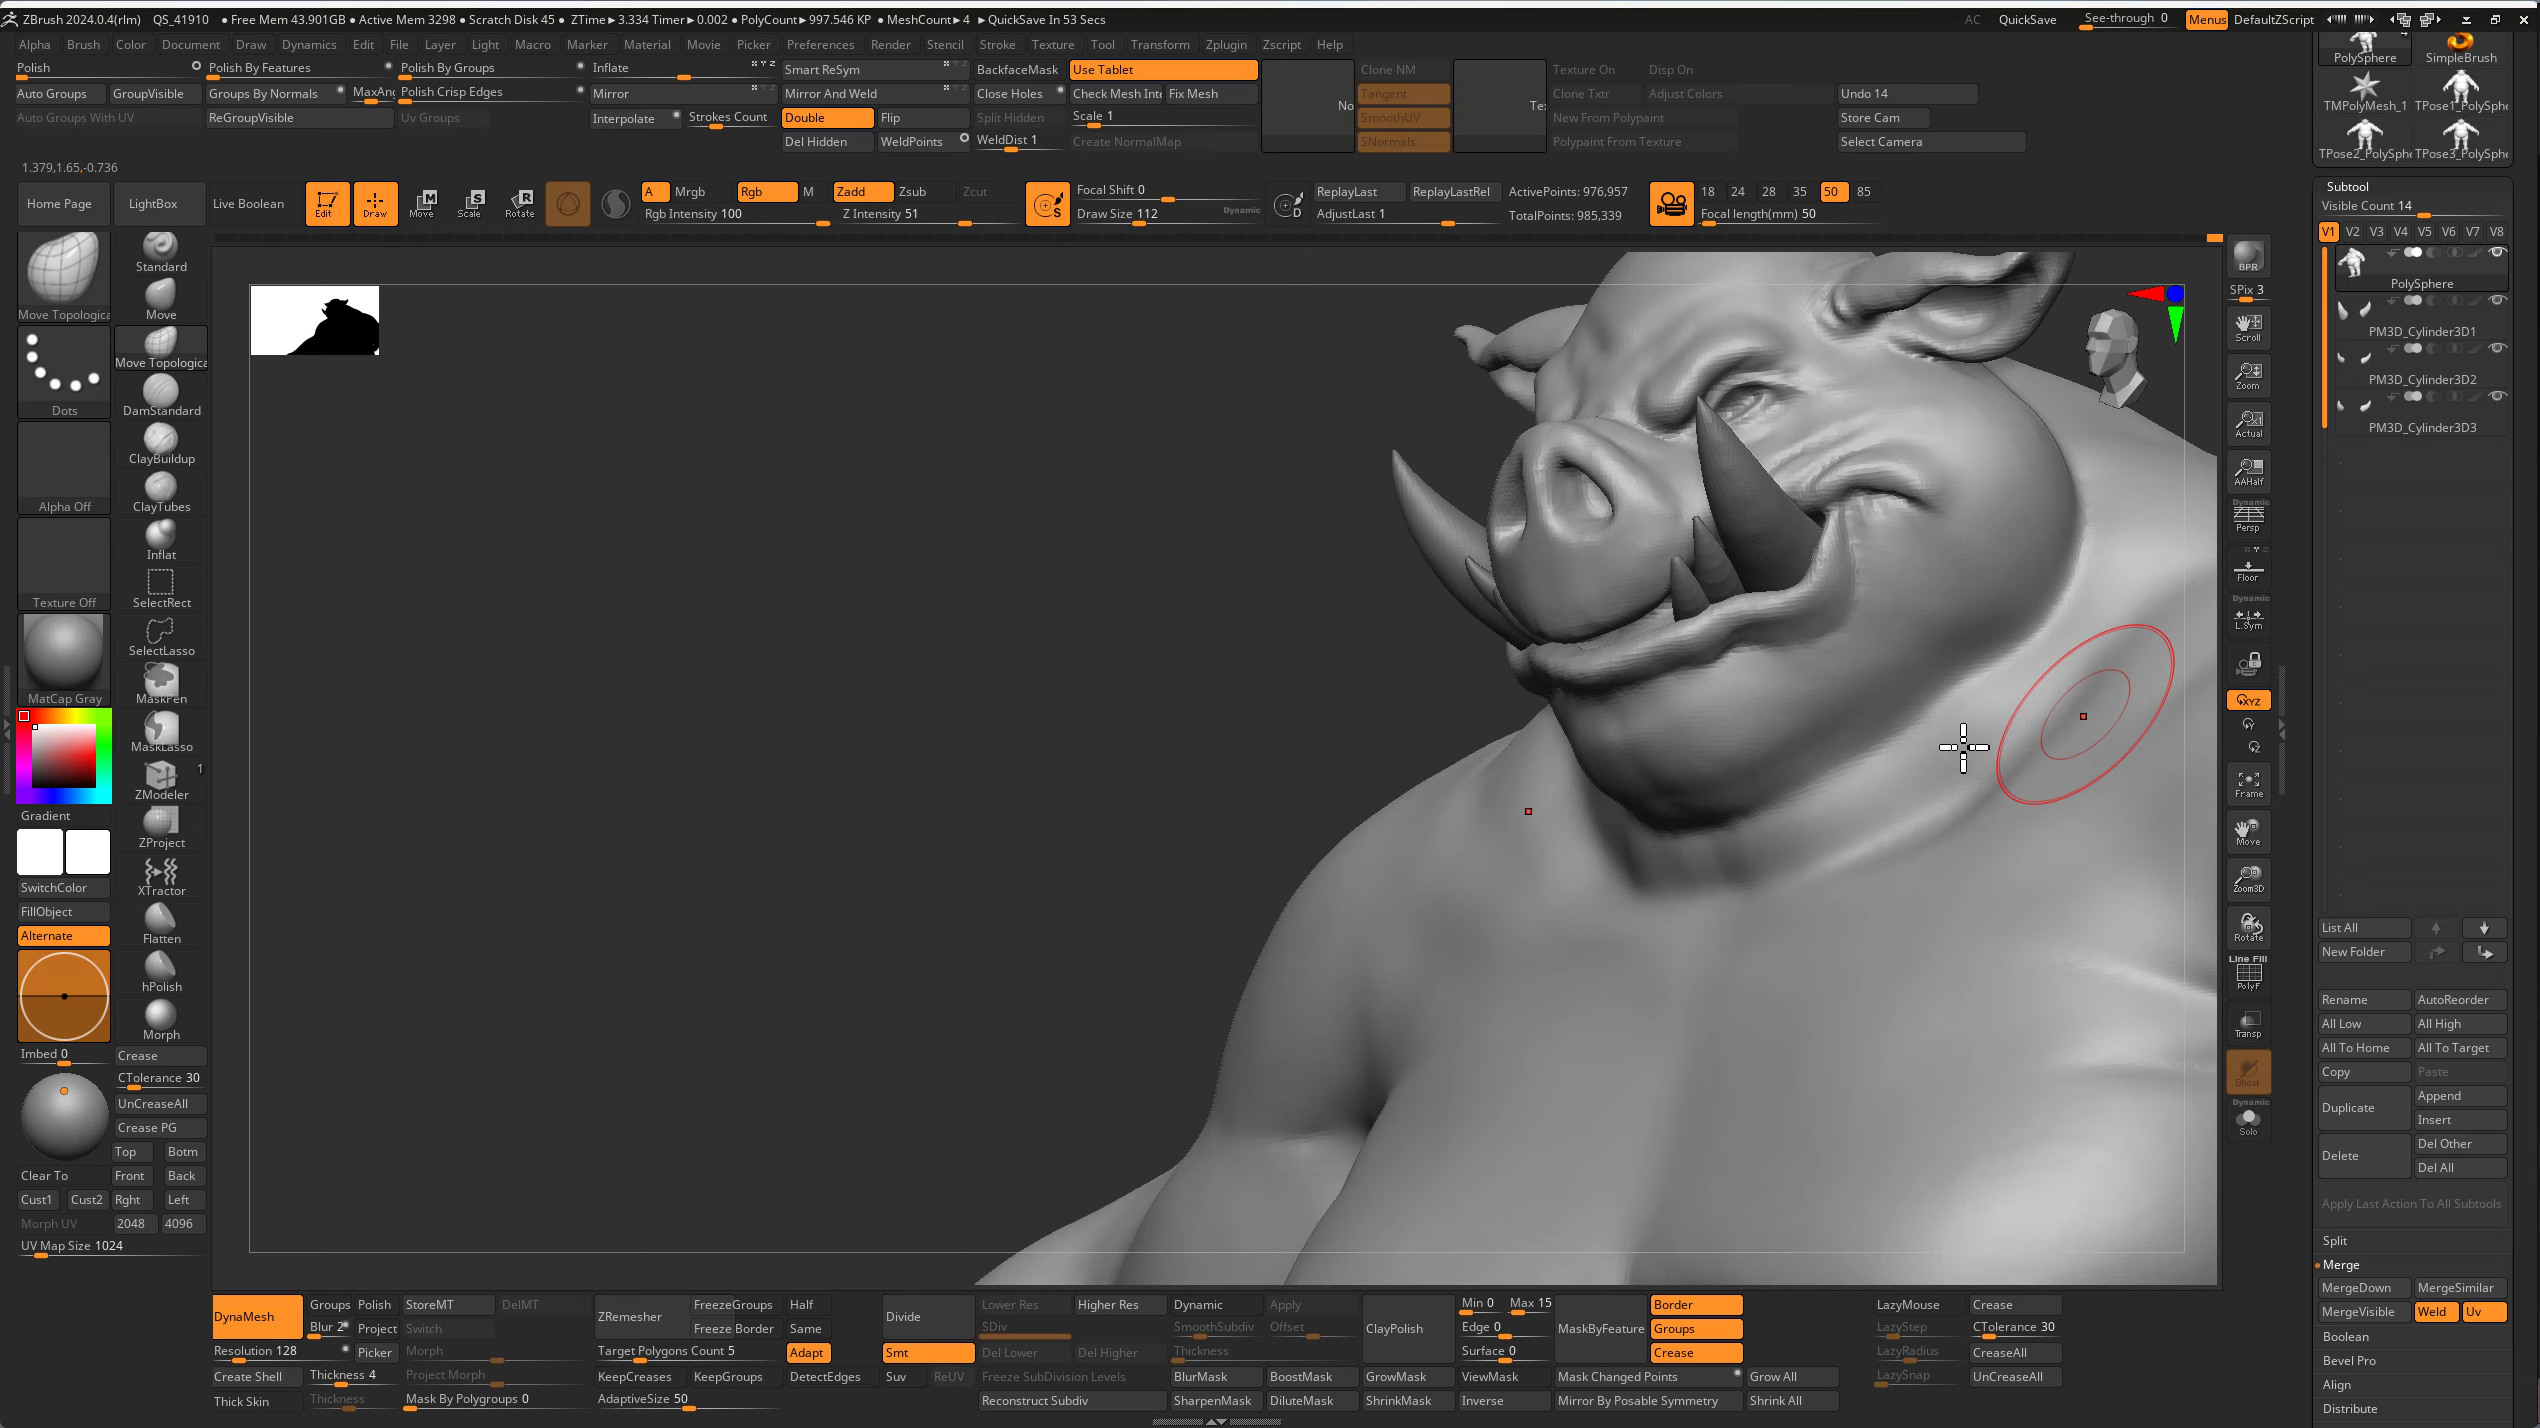 ZBrush 2024.0.4(rlm) QS_41910 ● Free Mem 43.901GB ● Active Mem 3298 ● Scratch Disk 45 ● ZTime►3.334 Timer►0.002 ● PolyCount►997.546 KP ● MeshCount►4 ►QuickSave In 53 Secs AC QuickSave See-through 0 Menus DefaultZScript
Alpha Brush Color Document Draw Dynamics Edit File Layer Light Macro Marker Material Movie Picker Preferences Render Stencil Stroke Texture Tool Transform Zplugin Zscript Help
Polish Polish By Features Polish By Groups Inflate Smart ReSym BackfaceMask Use Tablet Clone NM Texture On Disp On
Auto Groups GroupVisible Groups By Normals MaxAn Polish Crisp Edges Mirror Mirror And Weld Close Holes Check Mesh Int Fix Mesh Tangent Clone Txtr Adjust Colors Undo 14
No Te
Auto Groups With UV ReGroupVisible Uv Groups Interpolate Strokes Count Double Flip Split Hidden Scale 1 SmoothUV New From Polypaint Store Cam
Del Hidden WeldPoints WeldDist 1 Create NormalMap SNormals Polypaint From Texture Select Camera
1.379,1.65,-0.736
Home Page LightBox Live Boolean Edit Draw Move Scale Rotate
A Mrgb Rgb M Zadd Zsub Zcut Focal Shift 0 ReplayLast ReplayLastRel ActivePoints: 976,957 18 24 28 35 50 85
Rgb Intensity 100 Z Intensity 51 Draw Size 112 Dynamic AdjustLast 1 TotalPoints: 985,339 Focal length(mm) 50
Move Topologica
Dots
Alpha Off
Texture Off
MatCap Gray
Gradient
SwitchColor
FillObject
Alternate
Imbed 0
Standard
Move
Move Topologica
DamStandard
ClayBuildup
ClayTubes
Inflat
SelectRect
SelectLasso
MaskPen
MaskLasso
1
ZModeler
ZProject
XTractor
Flatten
hPolish
Morph
Crease
CTolerance 30
UnCreaseAll
Crease PG
Top Botm
Clear To Front Back
Cust1 Cust2 Rght Left
Morph UV 2048 4096
UV Map Size 1024
BPR
SPix 3
Scroll
Zoom
Actual
AAHalf
Dynamic
Persp
Floor
Dynamic
L.Sym
XYZ
Y
Z
Frame
Move
Zoom3D
Rotate
Line Fill
PolyF
Transp
Ghost
Dynamic
Solo
4
PolySphere SimpleBrush
TMPolyMesh_1 TPose1_PolySphe
TPose2_PolySphe TPose3_PolySphe
Subtool
Visible Count 14
V1 V2 V3 V4 V5 V6 V7 V8
PolySphere
PM3D_Cylinder3D1
PM3D_Cylinder3D2
PM3D_Cylinder3D3
List All
New Folder
Rename AutoReorder
All Low All High
All To Home All To Target
Copy Paste
Duplicate Append
Insert
Delete Del Other
Del All
Apply Last Action To All Subtools
Split
Merge
MergeDown MergeSimilar
MergeVisible Weld Uv
Boolean
Bevel Pro
Align
Distribute
DynaMesh Groups Polish StoreMT DelMT ZRemesher FreezeGroups Half Divide Lower Res Higher Res Dynamic Apply ClayPolish Min 0 Max 15 MaskByFeature Border LazyMouse Crease
Blur 2 Project Switch Freeze Border Same SDiv SmoothSubdiv Offset Edge 0 Groups LazyStep CTolerance 30
Resolution 128 Picker Morph Target Polygons Count 5 Adapt Smt Del Lower Del Higher Thickness Surface 0 Crease LazyRadius CreaseAll
Create Shell Thickness 4 Project Morph KeepCreases KeepGroups DetectEdges Suv ReUV Freeze SubDivision Levels BlurMask BoostMask GrowMask ViewMask Mask Changed Points Grow All LazySnap UnCreaseAll
Thick Skin Thickness Mask By Polygroups 0 AdaptiveSize 50 Reconstruct Subdiv SharpenMask DiluteMask ShrinkMask Inverse Mirror By Posable Symmetry Shrink All